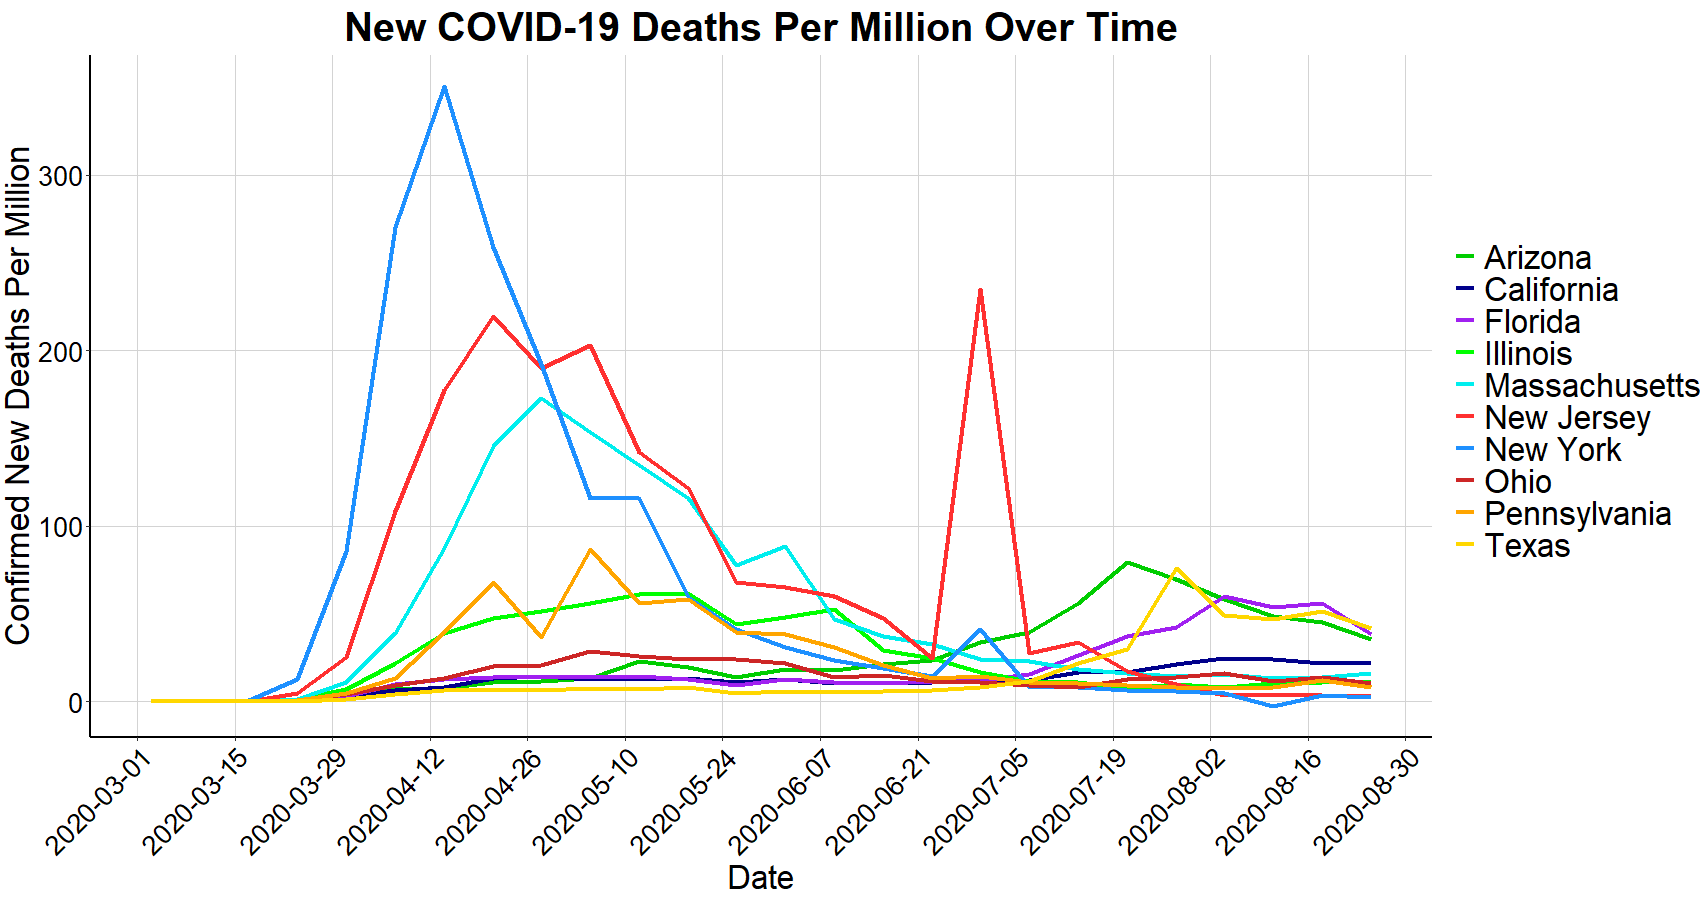 New COVID-19 Deaths Per Million Over Time
Confirmed New Deaths Per Million
300
200
100
0
2020-03-01
2020-03-15
2020-03-29
2020-04-12
2020-04-26
2020-05-10
2020-05-24
2020-06-07
2020-06-21
2020-07-05
2020-07-19
2020-08-02
2020-08-16
2020-08-30
Date
Arizona
California
Florida
Illinois
Massachusetts
New Jersey
New York
Ohio
Pennsylvania
Texas